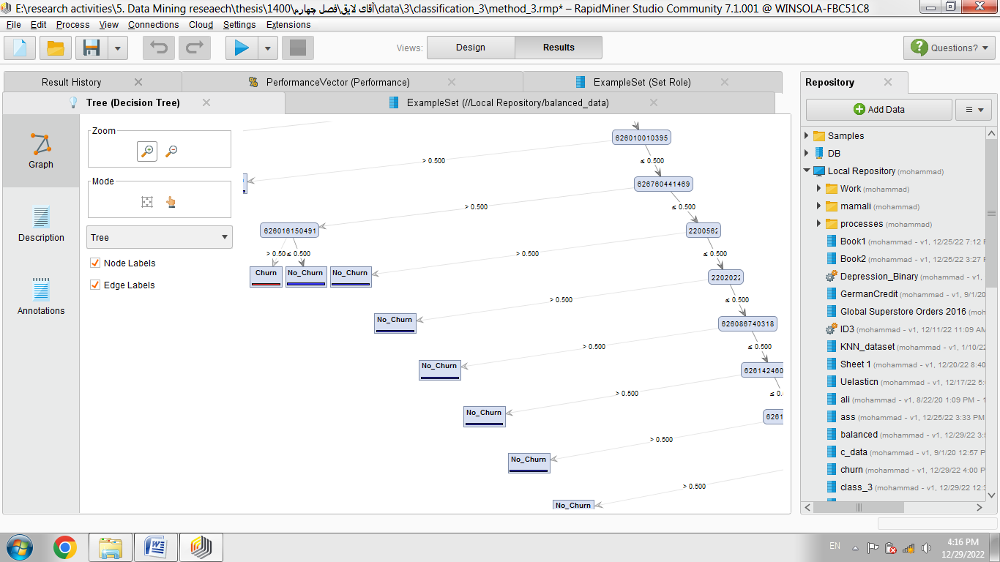 E:\research activities\5. Data Mining reseaech\thesis\1400\آقای لایق\فصل چهارم\data\3\classification_3\method_3.rmp* – RapidMiner Studio Community 7.1.001 @ WINSOLA-FBC51C8
File Edit Process View Connections Cloud Settings Extensions
Views: Design Results Questions?
Result History PerformanceVector (Performance) ExampleSet (Set Role)
Tree (Decision Tree) ExampleSet (//Local Repository/balanced_data)
Graph
Description
Annotations
Zoom
Mode
Tree
Node Labels
Edge Labels
626010010395
> 0.500 ≤ 0.500
626760441469
> 0.500 ≤ 0.500
626016150491 2200562
> 0.500 ≤ 0.500 > 0.500 ≤ 0.500
Churn No_Churn No_Churn 2202022
> 0.500 ≤ 0.500
No_Churn 626086740318
> 0.500 ≤ 0.500
No_Churn 626142460
> 0.500 ≤ 0.5
No_Churn 6261
> 0.500
No_Churn
> 0.500
No_Churn
Repository
Add Data
Samples
DB
Local Repository (mohammad)
Work (mohammad)
mamali (mohammad)
processes (mohammad)
Book1 (mohammad - v1, 12/25/22 7:12
Book2 (mohammad - v1, 12/25/22 3:27
Depression_Binary (mohammad - v1,
GermanCredit (mohammad - v1, 9/1/20
Global Superstore Orders 2016 (moh
ID3 (mohammad - v1, 12/11/22 11:09 AM
KNN_dataset (mohammad - v1, 1/10/22
Sheet 1 (mohammad - v1, 12/20/22 8:40
Uelasticn (mohammad - v1, 12/17/22 5:
ali (mohammad - v1, 8/22/20 1:09 PM - 1
ass (mohammad - v1, 12/25/22 3:33 PM
balanced (mohammad - v1, 12/29/22 3:5
c_data (mohammad - v1, 9/1/20 12:57 P
churn (mohammad - v1, 12/29/22 4:00 P
class_3 (mohammad - v1, 12/29/22 12:3
EN
4:16 PM
12/29/2022